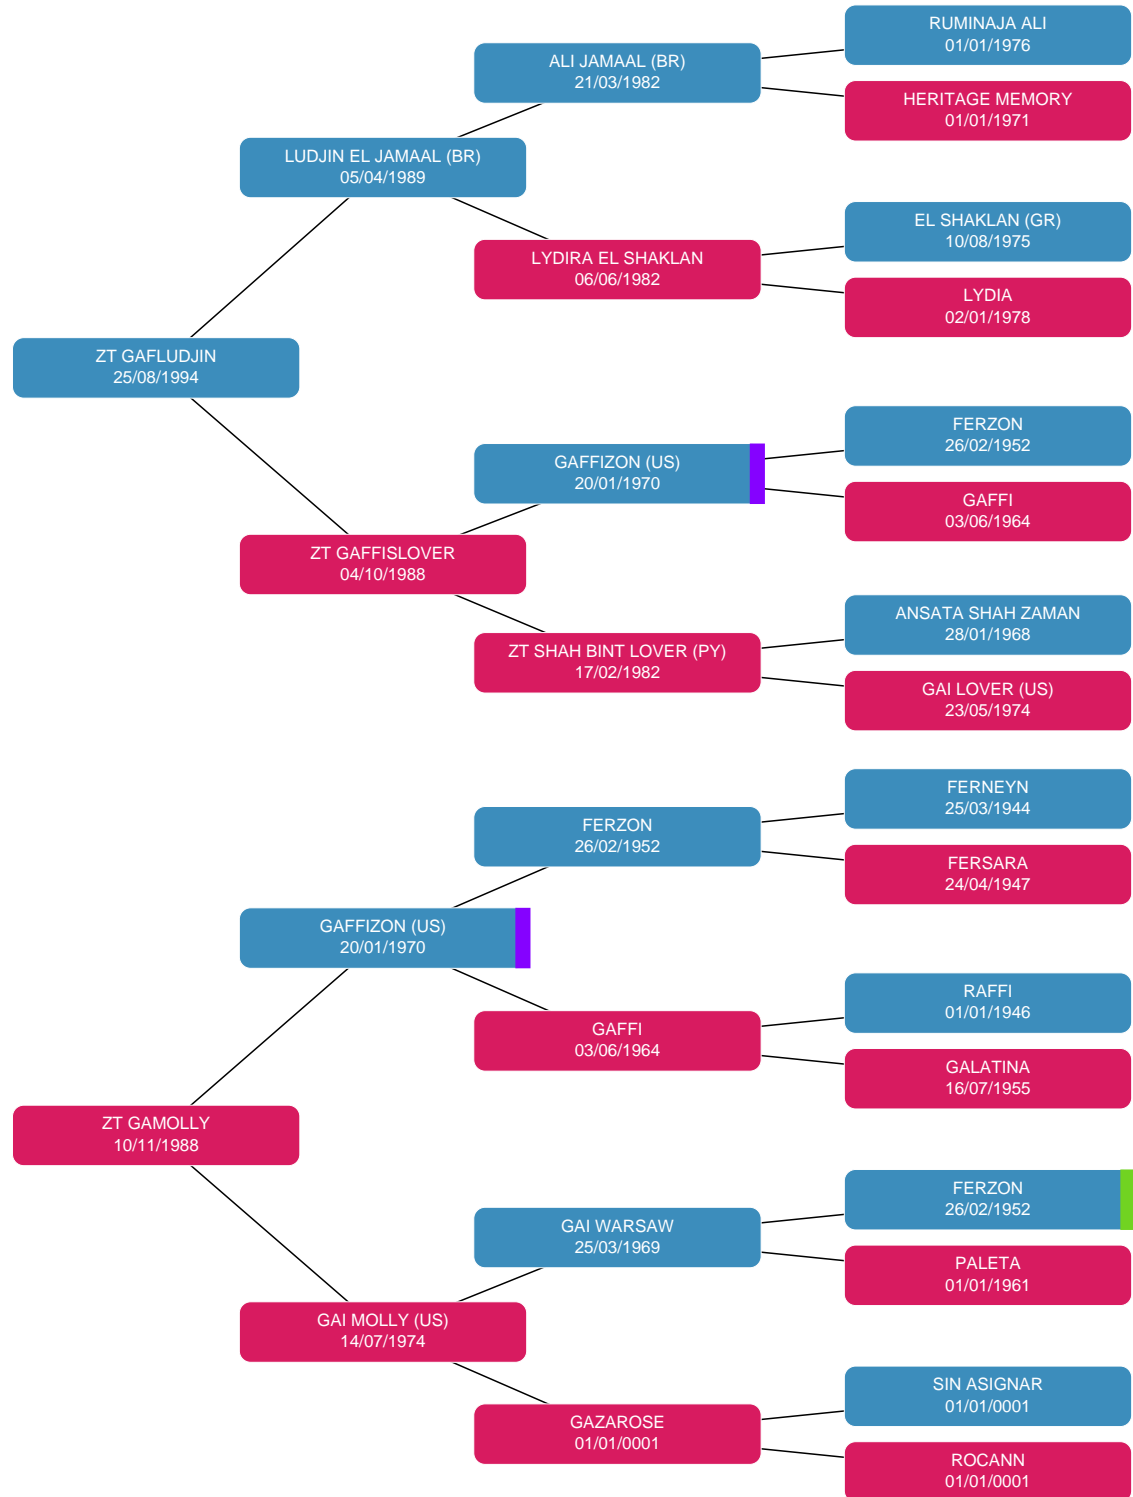 RUMINAJA ALI
01/01/1976
ALI JAMAAL (BR)
21/03/1982
HERITAGE MEMORY
01/01/1971
LUDJIN EL JAMAAL (BR)
05/04/1989
EL SHAKLAN (GR)
10/08/1975
LYDIRA EL SHAKLAN
06/06/1982
LYDIA
02/01/1978
ZT GAFLUDJIN
25/08/1994
FERZON
26/02/1952
GAFFIZON (US)
20/01/1970
GAFFI
03/06/1964
ZT GAFFISLOVER
04/10/1988
ANSATA SHAH ZAMAN
28/01/1968
ZT SHAH BINT LOVER (PY)
17/02/1982
GAI LOVER (US)
23/05/1974
FERNEYN
25/03/1944
FERZON
26/02/1952
FERSARA
24/04/1947
GAFFIZON (US)
20/01/1970
RAFFI
01/01/1946
GAFFI
03/06/1964
GALATINA
16/07/1955
ZT GAMOLLY
10/11/1988
FERZON
26/02/1952
GAI WARSAW
25/03/1969
PALETA
01/01/1961
GAI MOLLY (US)
14/07/1974
SIN ASIGNAR
01/01/0001
GAZAROSE
01/01/0001
ROCANN
01/01/0001